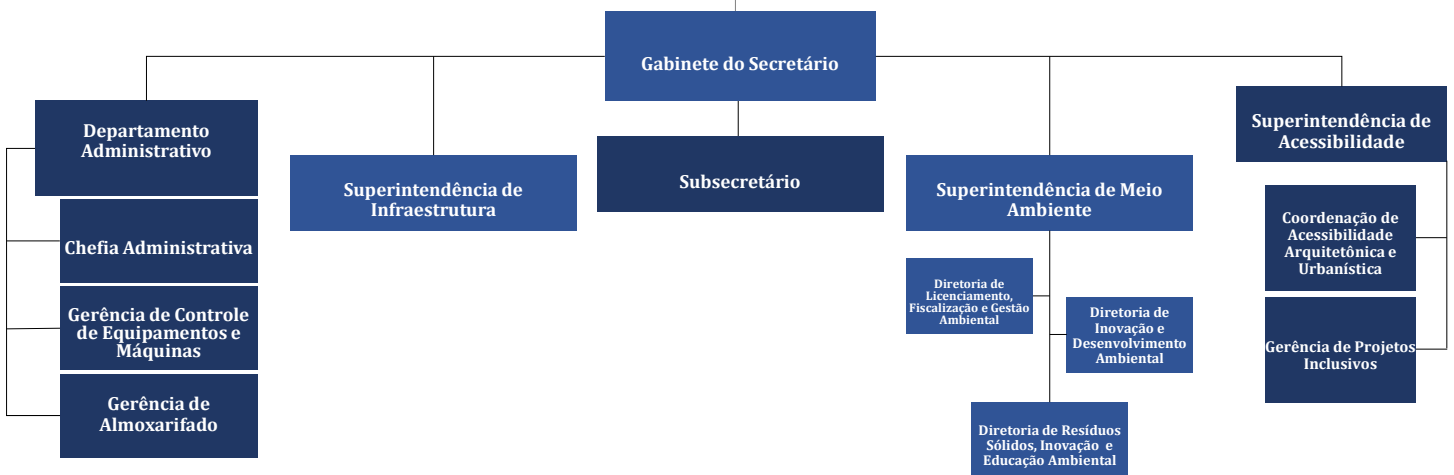 Gabinete do Secretário
Departamento
Administrativo
Chefia Administrativa
Gerência de Controle
de Equipamentos e
Máquinas
Gerência de
Almoxarifado
Superintendência de
Infraestrutura
Subsecretário
Superintendência de Meio
Ambiente
Diretoria de
Licenciamento,
Fiscalização e Gestão
Ambiental
Diretoria de
Inovação e
Desenvolvimento
Ambiental
Diretoria de Resíduos
Sólidos, Inovação e
Educação Ambiental
Superintendência de
Acessibilidade
Coordenação de
Acessibilidade
Arquitetônica e
Urbanística
Gerência de Projetos
Inclusivos